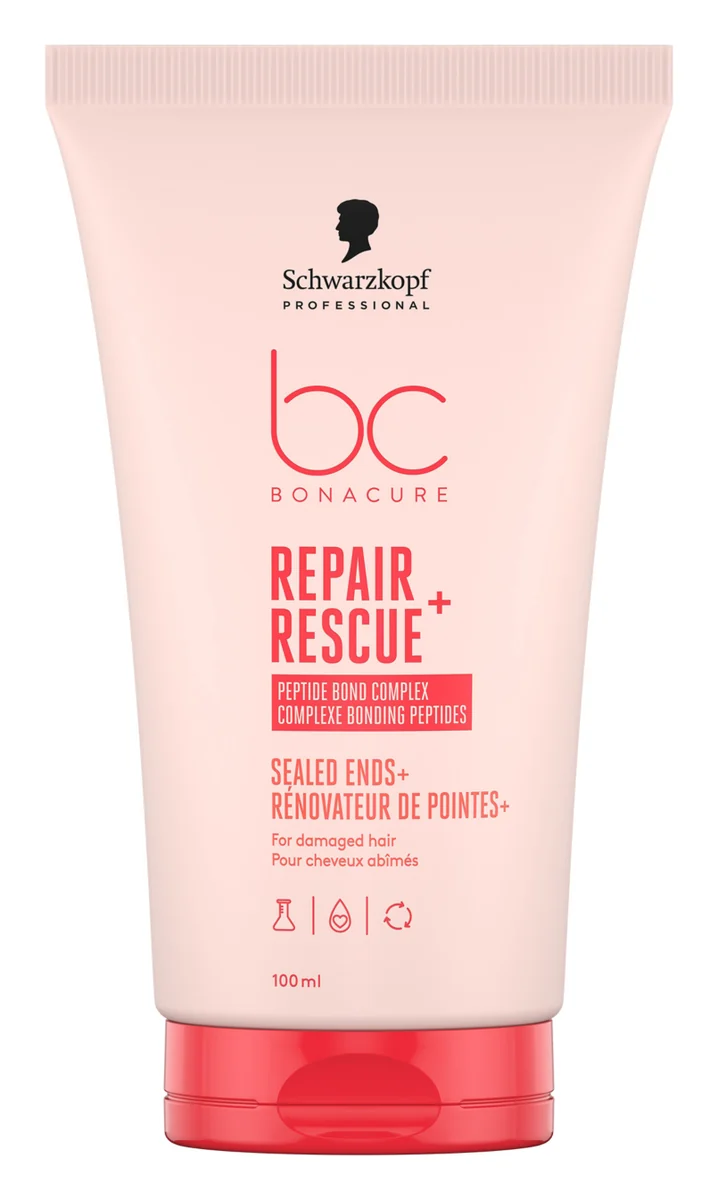 Schwarzkopf
PROFESSIONAL
bc
BONACURE
REPAIR
RESCUE+
PEPTIDE BOND COMPLEX
COMPLEXE BONDING PEPTIDES
SEALED ENDS+
RÉNOVATEUR DE POINTES+
For damaged hair
Pour cheveux abîmés
100 ml